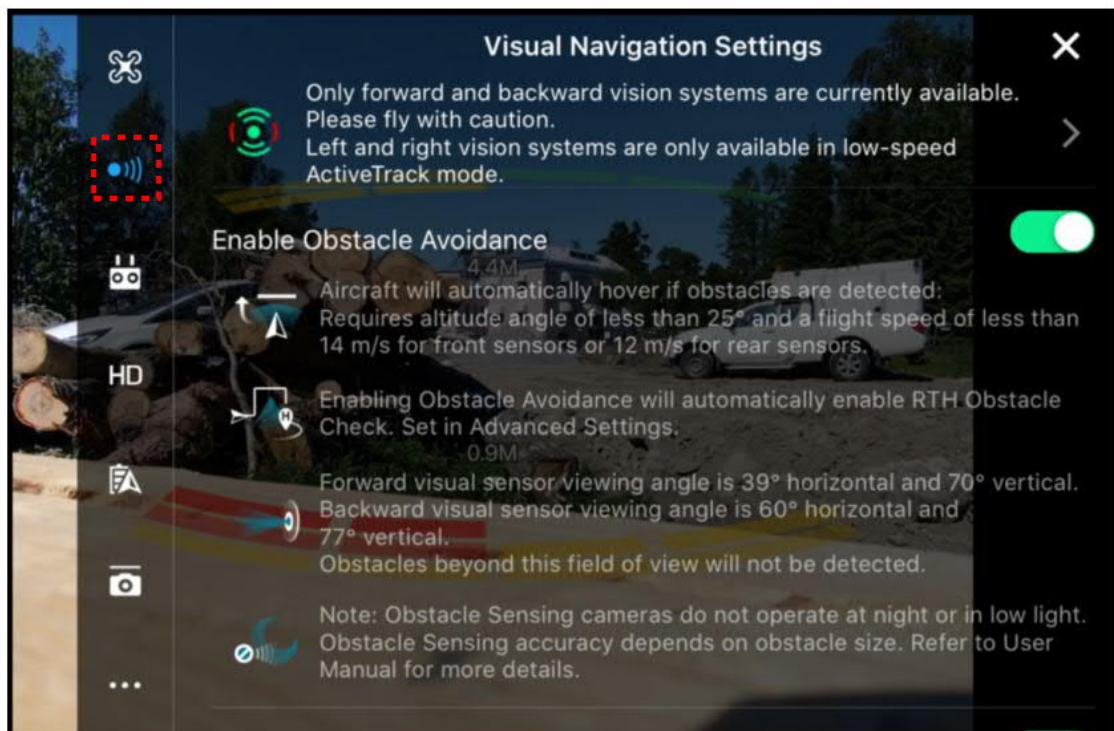 Visual Navigation Settings
Only forward and backward vision systems are currently available.
Please fly with caution.
Left and right vision systems are only available in low-speed
ActiveTrack mode.
Enable Obstacle Avoidance
4.4M
Aircraft will automatically hover if obstacles are detected:
Requires altitude angle of less than 25° and a flight speed of less than
14 m/s for front sensors or 12 m/s for rear sensors.
HD
Enabling Obstacle Avoidance will automatically enable RTH Obstacle
Check. Set in Advanced Settings.
H
0.9M
Forward visual sensor viewing angle is 39° horizontal and 70° vertical.
Backward visual sensor viewing angle is 60° horizontal and
77° vertical.
Obstacles beyond this field of view will not be detected.
Note: Obstacle Sensing cameras do not operate at night or in low light.
Obstacle Sensing accuracy depends on obstacle size. Refer to User
Manual for more details.